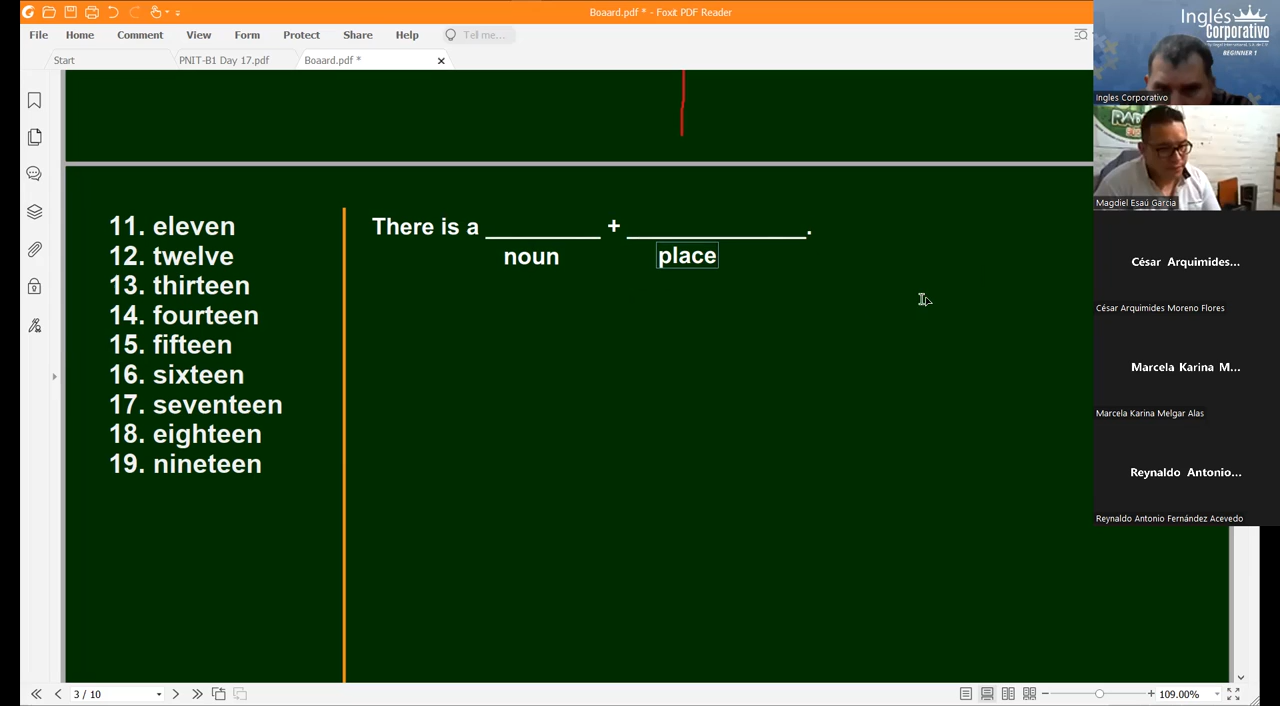 Boaard.pdf * - Foxit PDF Reader
File Home Comment View Form Protect Share Help Tell me...
Start PNIT-B1 Day 17.pdf Boaard.pdf *
11. eleven
12. twelve
13. thirteen
14. fourteen
15. fifteen
16. sixteen
17. seventeen
18. eighteen
19. nineteen
There is a _________ + ______________.
noun place
3 / 10
109.00%
Inglés
Corporativo
BEGINNER 1
Ingles Corporativo
Magdiel Esaú Garcia
César Arquimides...
César Arquimides Moreno Flores
Marcela Karina M...
Marcela Karina Melgar Alas
Reynaldo Antonio...
Reynaldo Antonio Fernández Acevedo